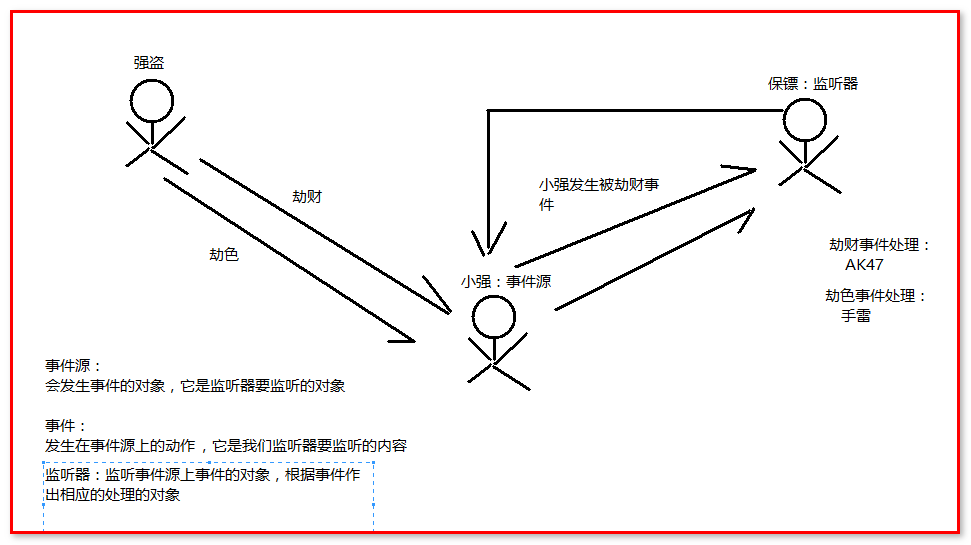 强盗
保镖：监听器
劫财
小强发生被劫财事
件
劫色
劫财事件处理：
AK47
小强：事件源
劫色事件处理：
手雷
事件源：
会发生事件的对象，它是监听器要监听的对象
事件：
发生在事件源上的动作，它是我们监听器要监听的内容
监听器：监听事件源上事件的对象，根据事件作
出相应的处理的对象